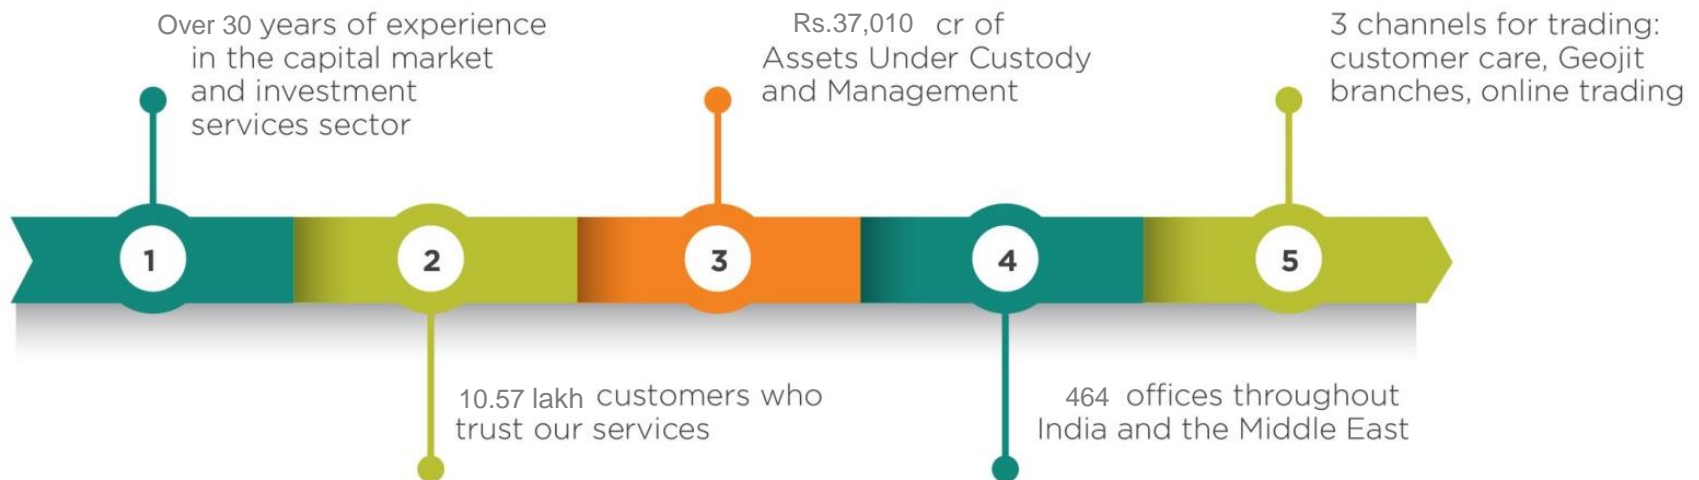 Over 30 years of experience
in the capital market
and investment
services sector
Rs.37,010 cr of
Assets Under Custody
and Management
3 channels for trading:
customer care, Geojit
branches, online trading
1
2
3
4
5
10.57 lakh customers who
trust our services
464 offices throughout
India and the Middle East